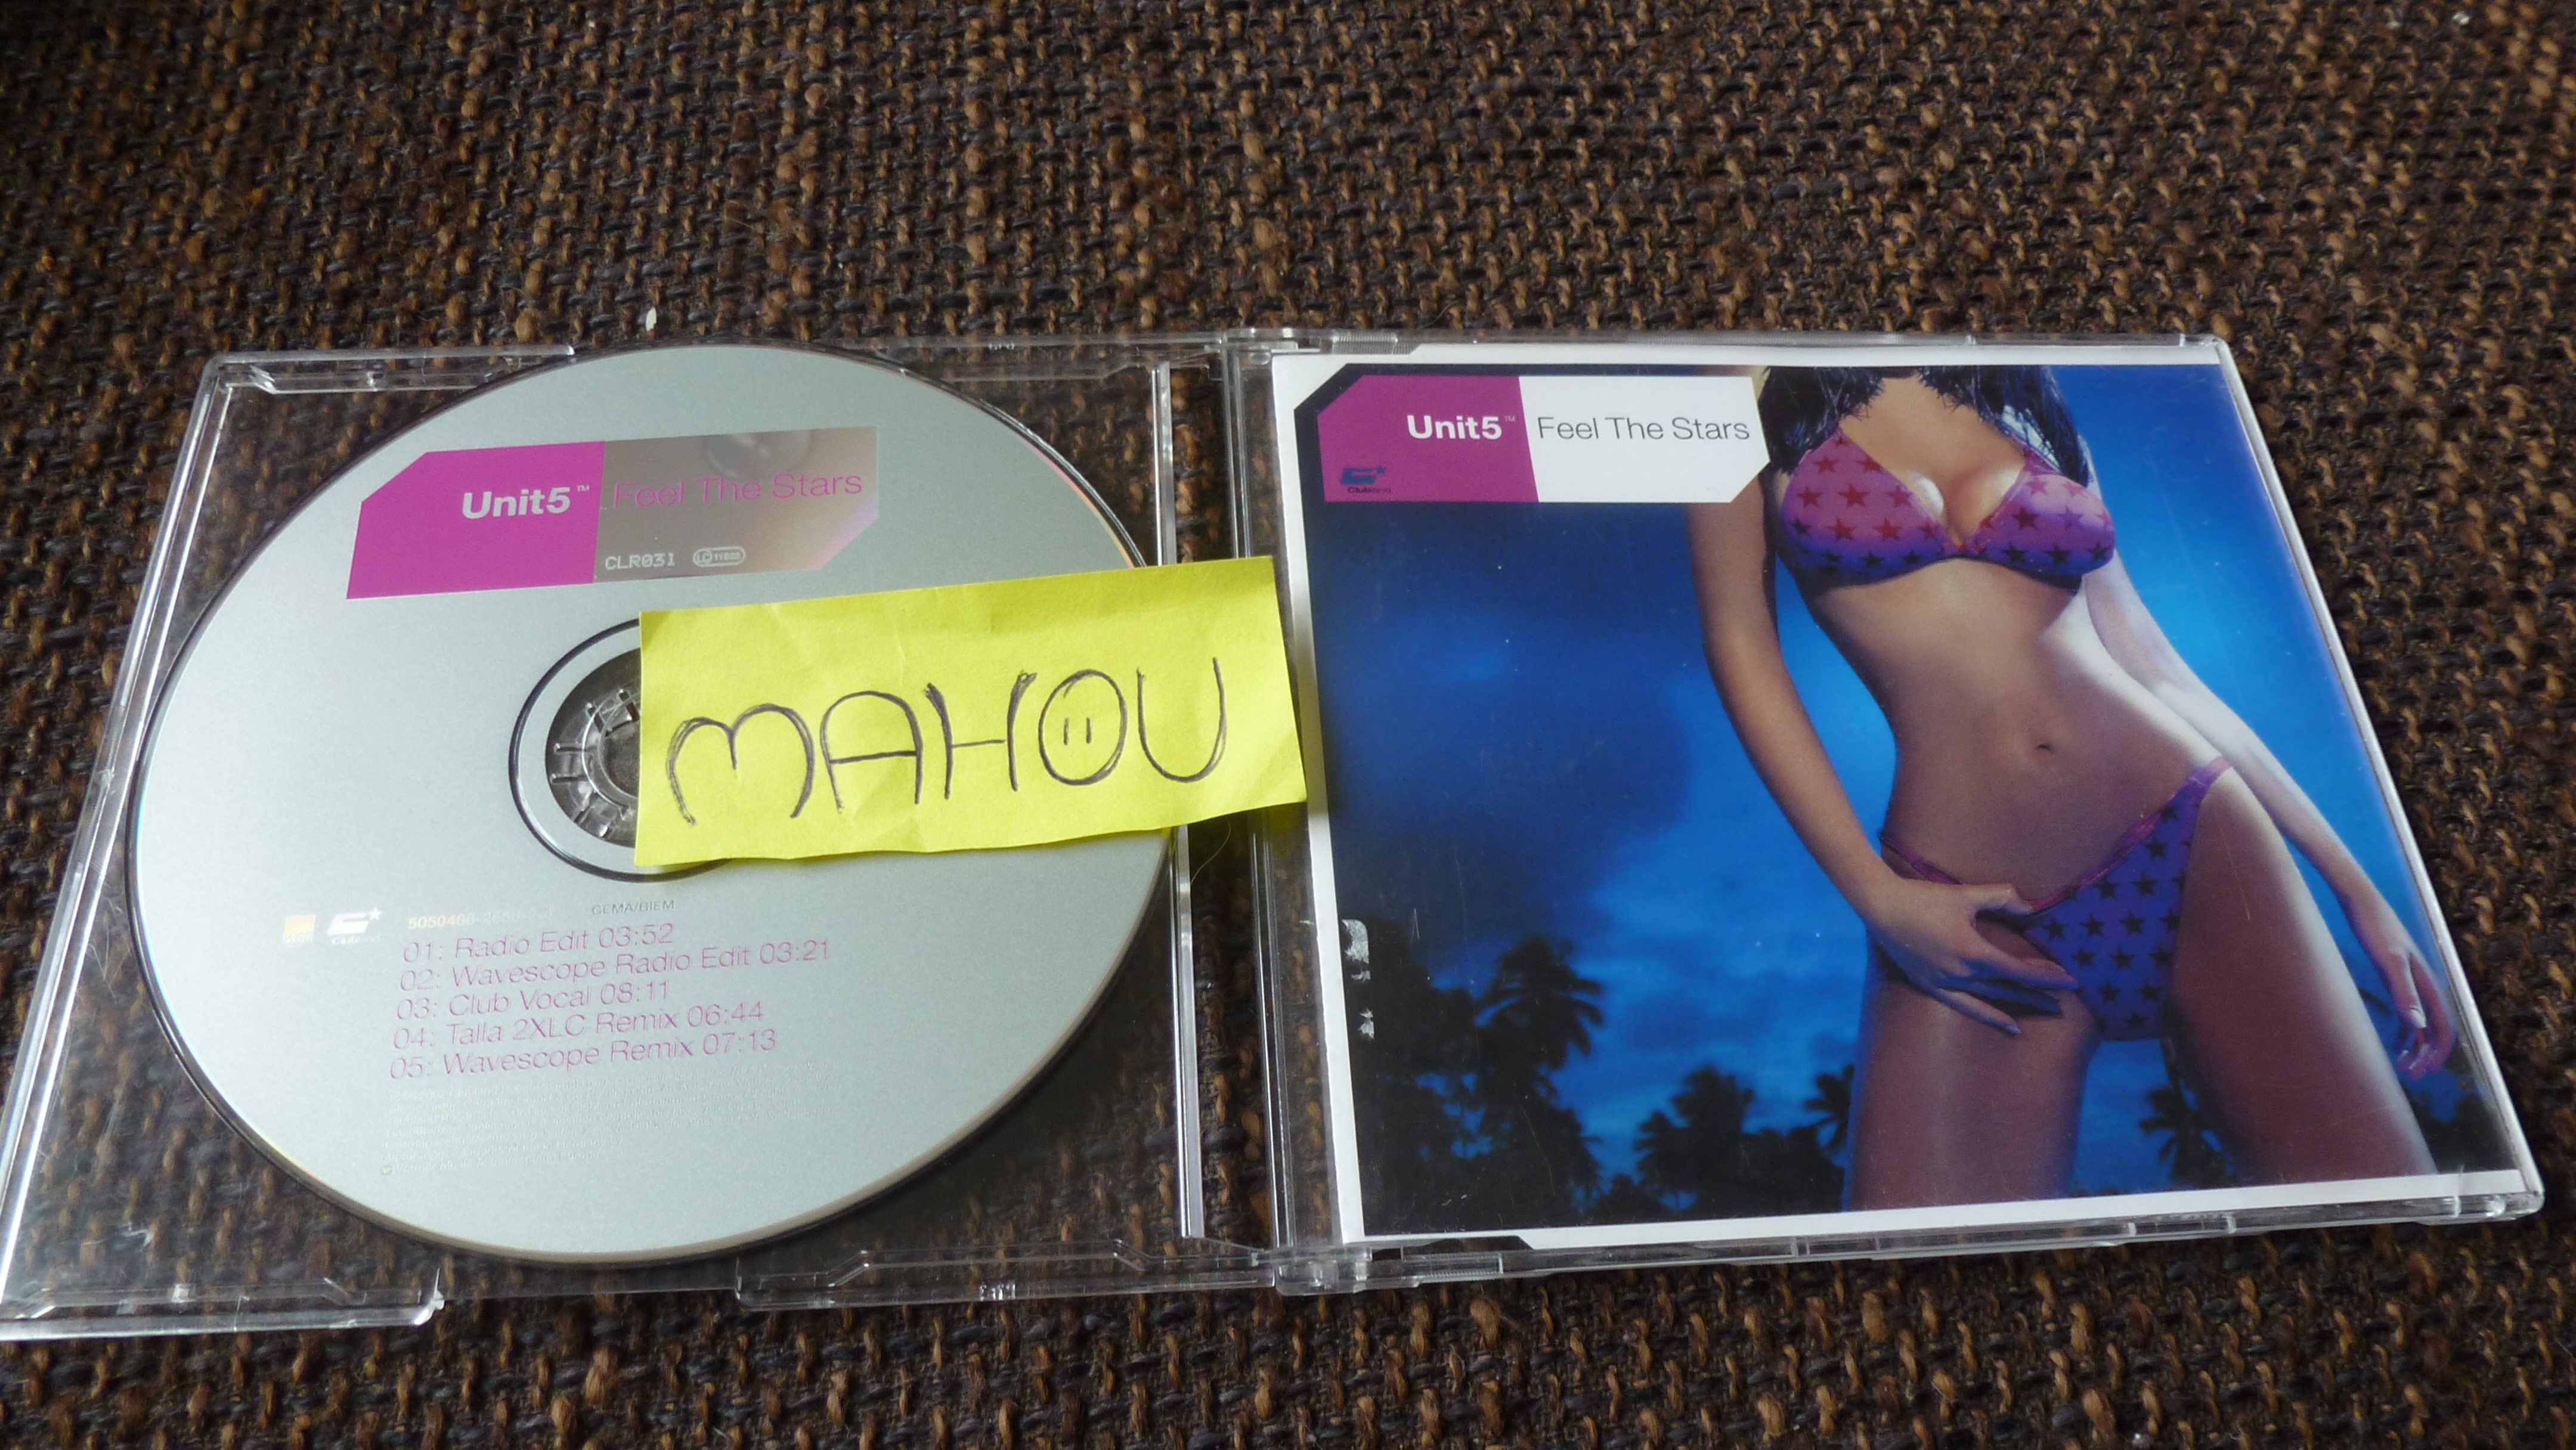 Unit5™ Feel The Stars
CLR031
MAHOU
GEMA/BIEM
01: Radio Edit 03:52
02: Wavescope Radio Edit 03:21
03: Club Vocal 08:11
04: Talla 2XLC Remix 06:44
05: Wavescope Remix 07:13
Unit5™ Feel The Stars